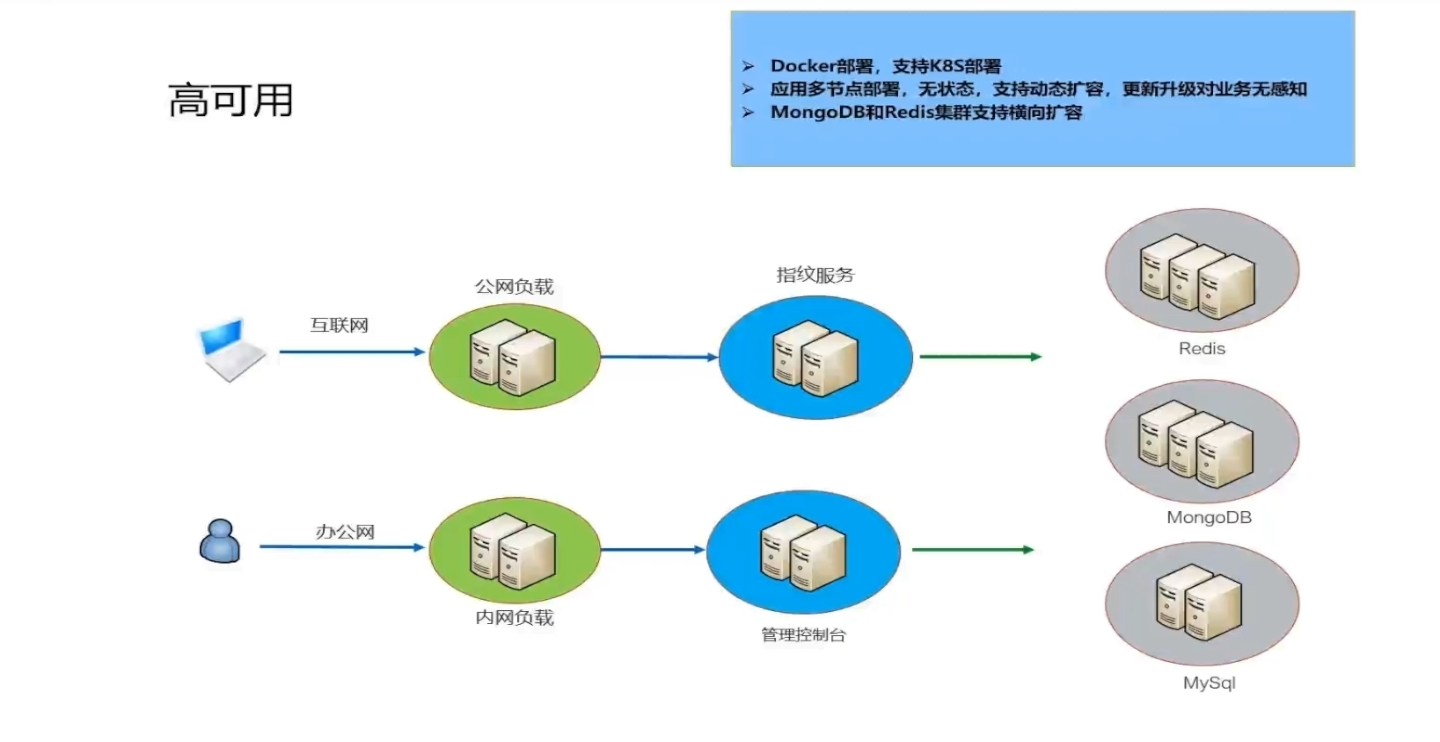 高可用
Docker部署，支持K8S部署
应用多节点部署，无状态，支持动态扩容，更新升级对业务无感知
MongoDB和Redis集群支持横向扩容
公网负载
指纹服务
互联网
Redis
MongoDB
办公网
内网负载
管理控制台
MySql